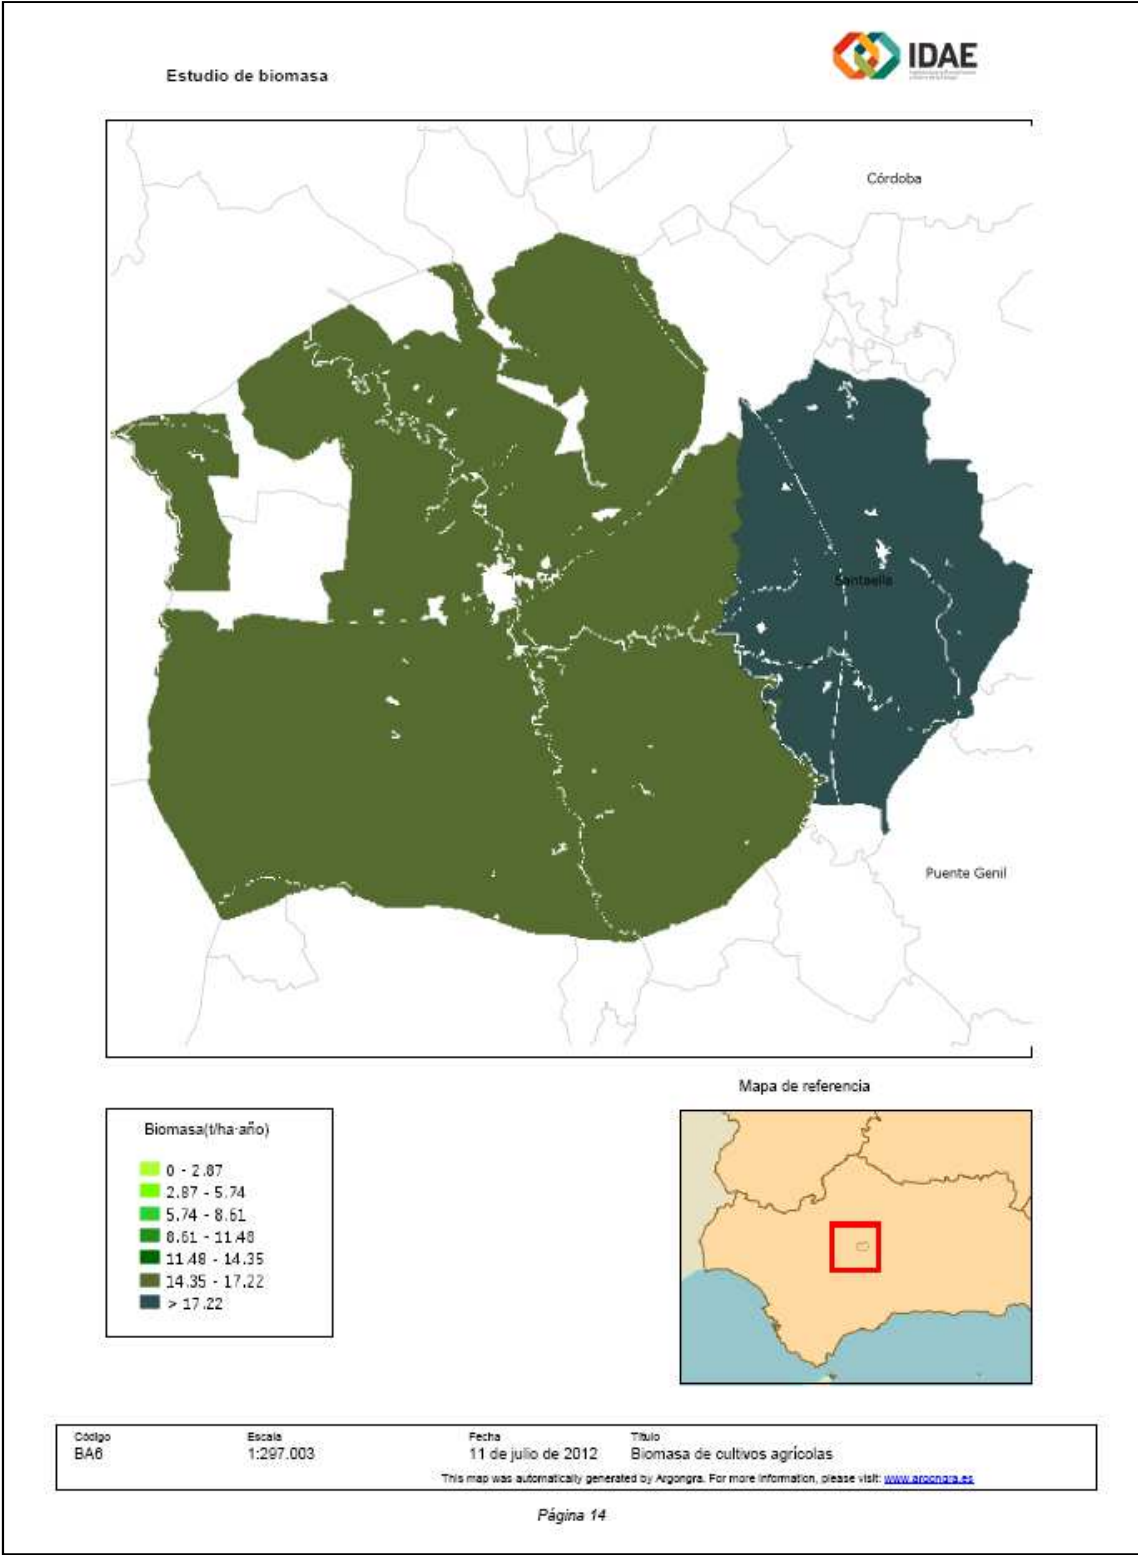 Estudio de biomasa
IDAE
Córdoba
Santaella
Puente Genil
Mapa de referencia
Biomasa(t/ha·año)
0 - 2.87
2.87 - 5.74
5.74 - 8.61
8.61 - 11.48
11.48 - 14.35
14.35 - 17.22
> 17.22
Código Escala Fecha Título
BA6 1:297.003 11 de julio de 2012 Biomasa de cultivos agrícolas
This map was automatically generated by Argongra. For more information, please visit: www.argongra.es
Página 14